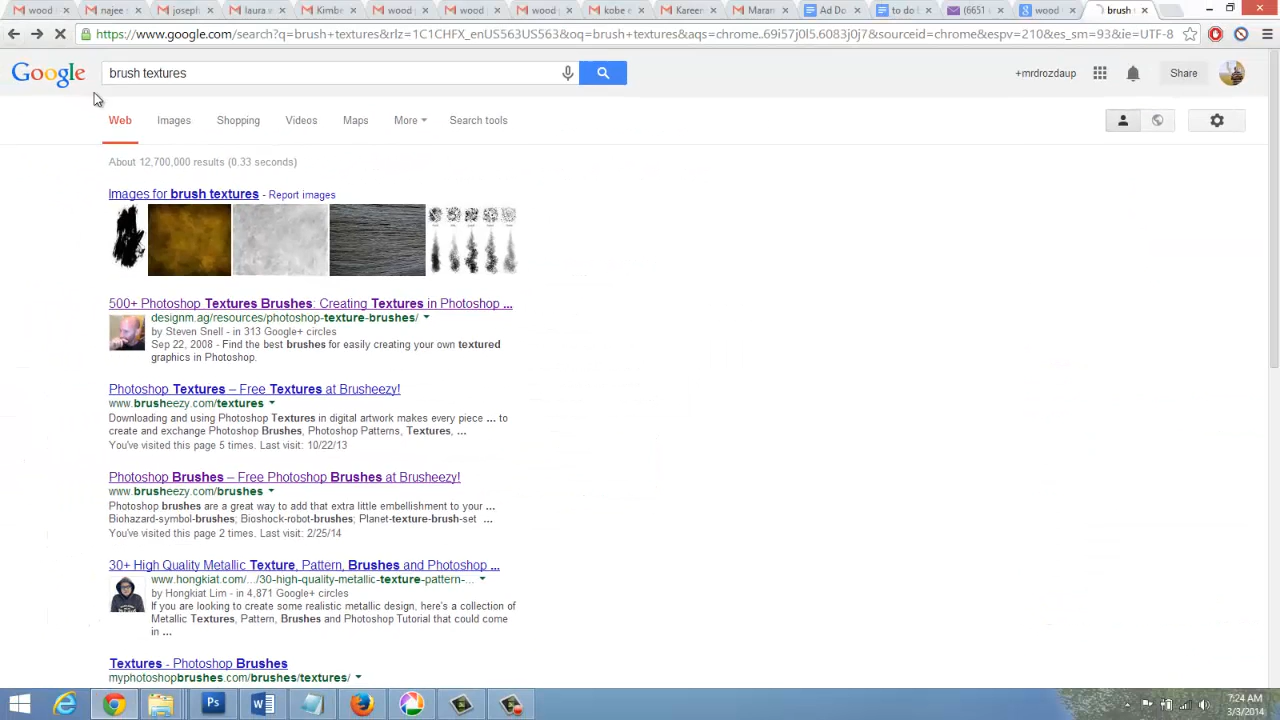 wood
najee
joseph
laura e
Kimbe
wood
wood
wood
kobe e
Karee
Maran
Ad Do
to do l
(6651
wood
brush t
https://www.google.com/search?q=brush+textures&rlz=1C1CHFX_enUS563US563&oq=brush+textures&aqs=chrome..69i57j0l5.6083j0j7&sourceid=chrome&espv=210&es_sm=93&ie=UTF-8
Google
brush textures
+mrdrozdaup
Share
Web
Images
Shopping
Videos
Maps
More
Search tools
About 12,700,000 results (0.33 seconds)
Images for brush textures - Report images
500+ Photoshop Textures Brushes: Creating Textures in Photoshop ...
designm.ag/resources/photoshop-texture-brushes/
by Steven Snell - in 313 Google+ circles
Sep 22, 2008 - Find the best brushes for easily creating your own textured
graphics in Photoshop.
Photoshop Textures – Free Textures at Brusheezy!
www.brusheezy.com/textures
Downloading and using Photoshop Textures in digital artwork makes every piece ... to
create and exchange Photoshop Brushes, Photoshop Patterns, Textures, ...
You've visited this page 5 times. Last visit: 10/22/13
Photoshop Brushes – Free Photoshop Brushes at Brusheezy!
www.brusheezy.com/brushes
Photoshop brushes are a great way to add that extra little embellishment to your ...
Biohazard-symbol-brushes; Bioshock-robot-brushes; Planet-texture-brush-set ...
You've visited this page 2 times. Last visit: 2/25/14
30+ High Quality Metallic Texture, Pattern, Brushes and Photoshop ...
www.hongkiat.com/.../30-high-quality-metallic-texture-pattern-...
by Hongkiat Lim - in 4,871 Google+ circles
If you are looking to create some realistic metallic design, here's a collection of
Metallic Textures, Pattern, Brushes and Photoshop Tutorial that could come
in ...
Textures - Photoshop Brushes
myphotoshopbrushes.com/brushes/textures/
Ps
7:24 AM
3/3/2014